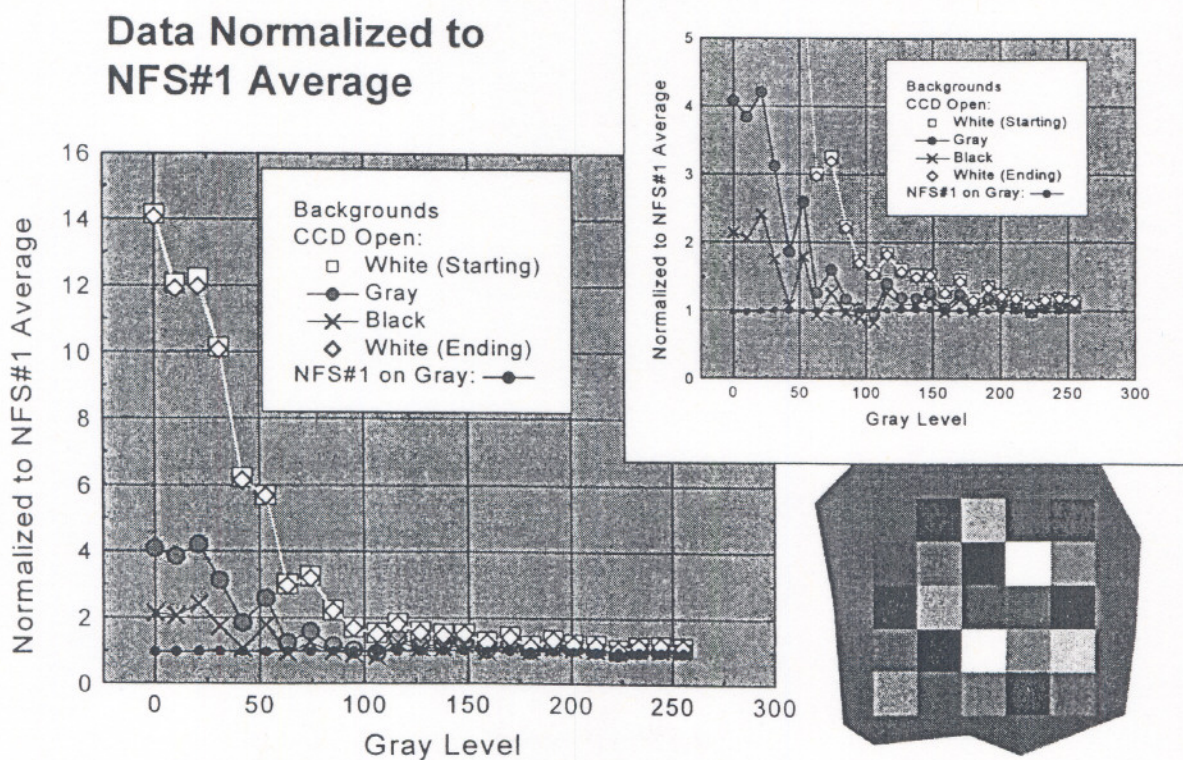 Data Normalized to
NFS#1 Average
Normalized to NFS#1 Average
16
14
12
10
8
6
4
2
0
Backgrounds
CCD Open:
White (Starting)
Gray
Black
White (Ending)
NFS#1 on Gray:
0 50 100 150 200 250 300
Gray Level
Normalized to NFS#1 Average
5
4
3
2
1
0
Backgrounds
CCD Open:
White (Starting)
Gray
Black
White (Ending)
NFS#1 on Gray:
0 50 100 150 200 250 300
Gray Level